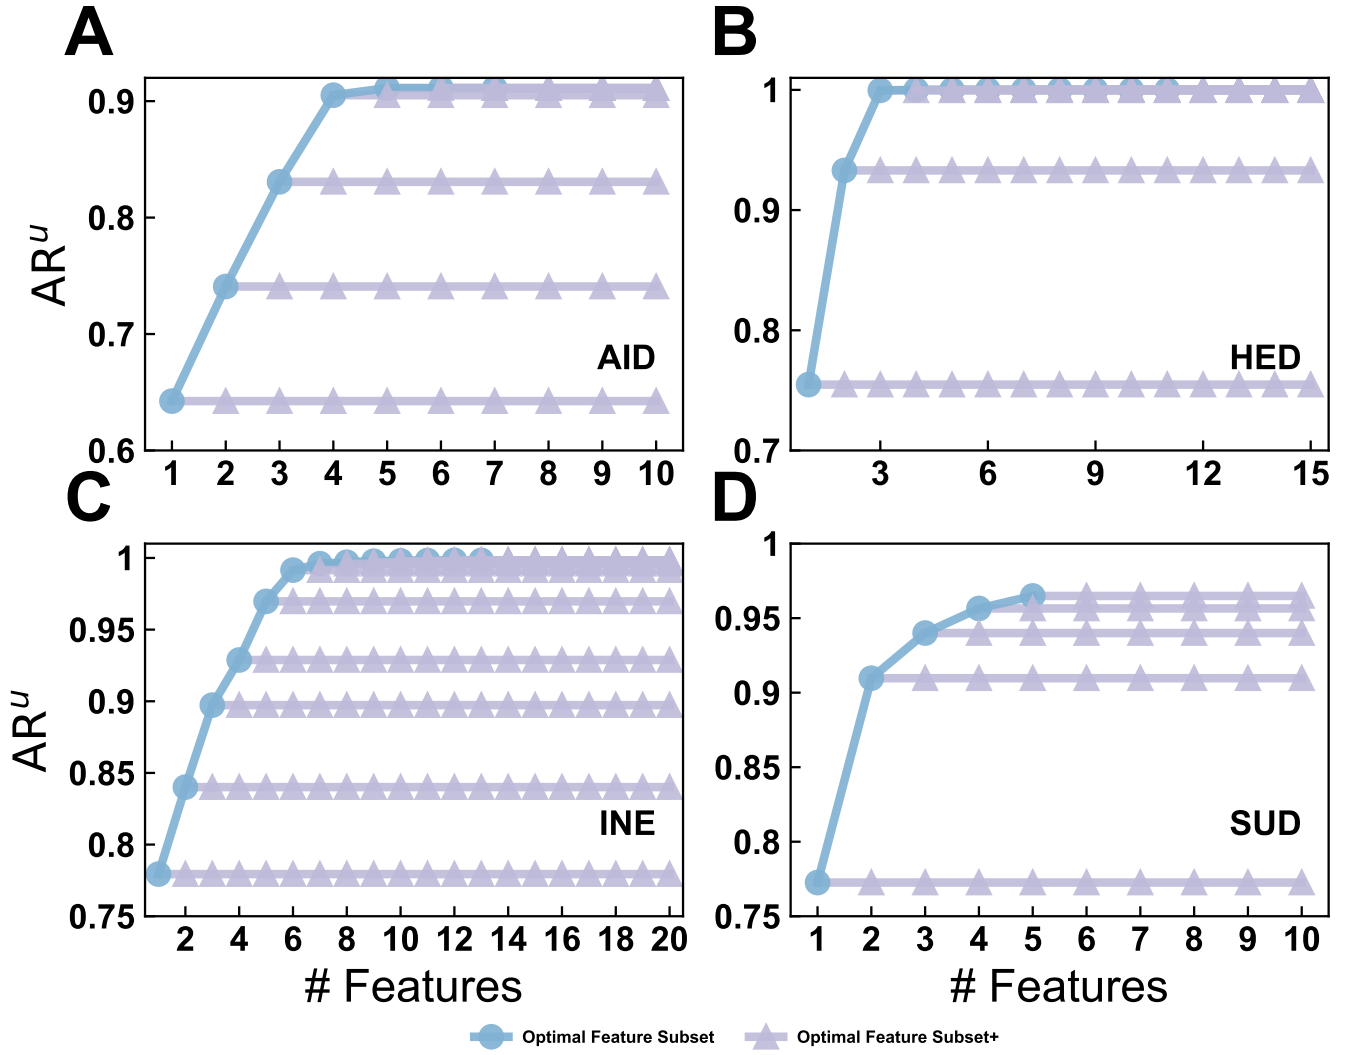 A
0.9
0.8
0.7
0.6
AR^u
AID
1 2 3 4 5 6 7 8 9 10
B
1
0.9
0.8
0.7
HED
3 6 9 12 15
C
1
0.95
0.9
0.85
0.8
0.75
AR^u
INE
2 4 6 8 10 12 14 16 18 20
# Features
D
1
0.95
0.9
0.85
0.8
0.75
SUD
1 2 3 4 5 6 7 8 9 10
# Features
Optimal Feature Subset
Optimal Feature Subset+